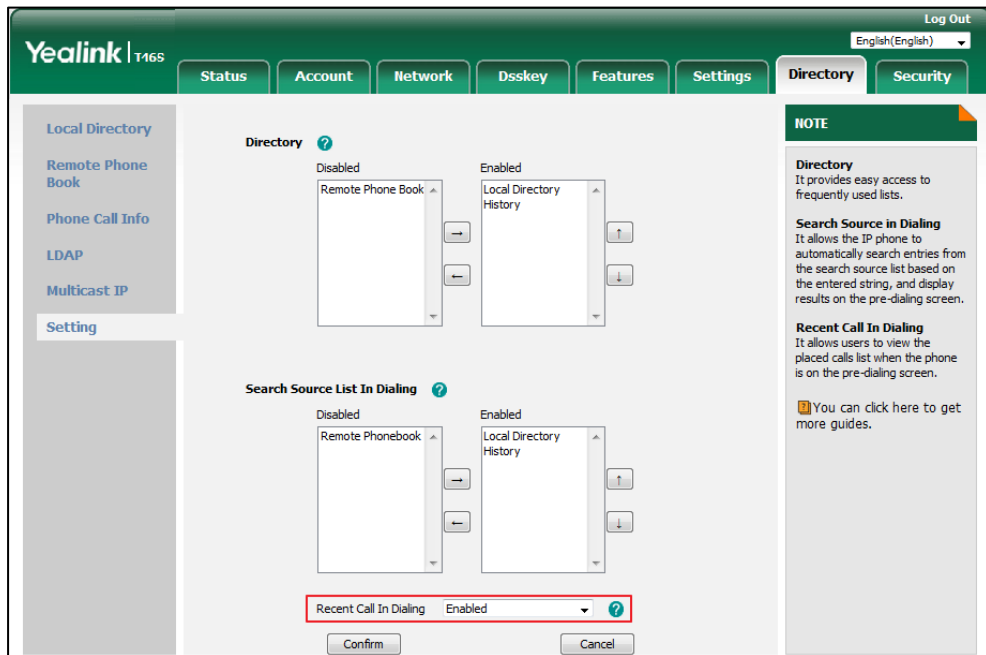 Log Out
Yealink | T46S
English(English)
Status
Account
Network
Dsskey
Features
Settings
Directory
Security
Local Directory
Remote Phone
Book
Phone Call Info
LDAP
Multicast IP
Setting
Directory ?
Disabled
Enabled
Remote Phone Book
Local Directory
History
→
←
↑
↓
Search Source List In Dialing ?
Disabled
Enabled
Remote Phonebook
Local Directory
History
→
←
↑
↓
Recent Call In Dialing Enabled ?
Confirm
Cancel
NOTE
Directory
It provides easy access to
frequently used lists.
Search Source in Dialing
It allows the IP phone to
automatically search entries from
the search source list based on
the entered string, and display
results on the pre-dialing screen.
Recent Call In Dialing
It allows users to view the
placed calls list when the phone
is on the pre-dialing screen.
? You can click here to get
more guides.